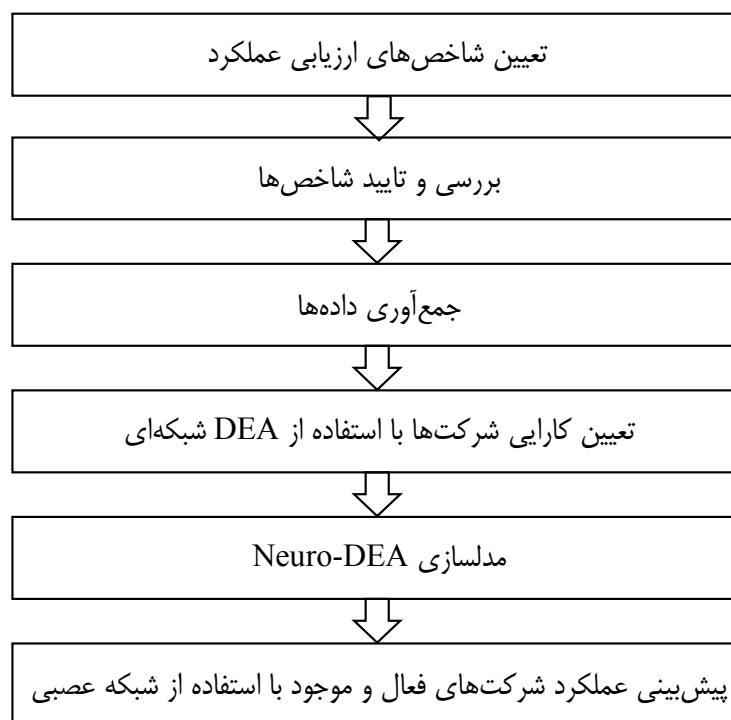 تعیین شاخص‌های ارزیابی عملکرد
بررسی و تایید شاخص‌ها
جمع‌آوری داده‌ها
تعیین کارایی شرکت‌ها با استفاده از DEA شبکه‌ای
مدلسازی Neuro-DEA
پیش‌بینی عملکرد شرکت‌های فعال و موجود با استفاده از شبکه عصبی